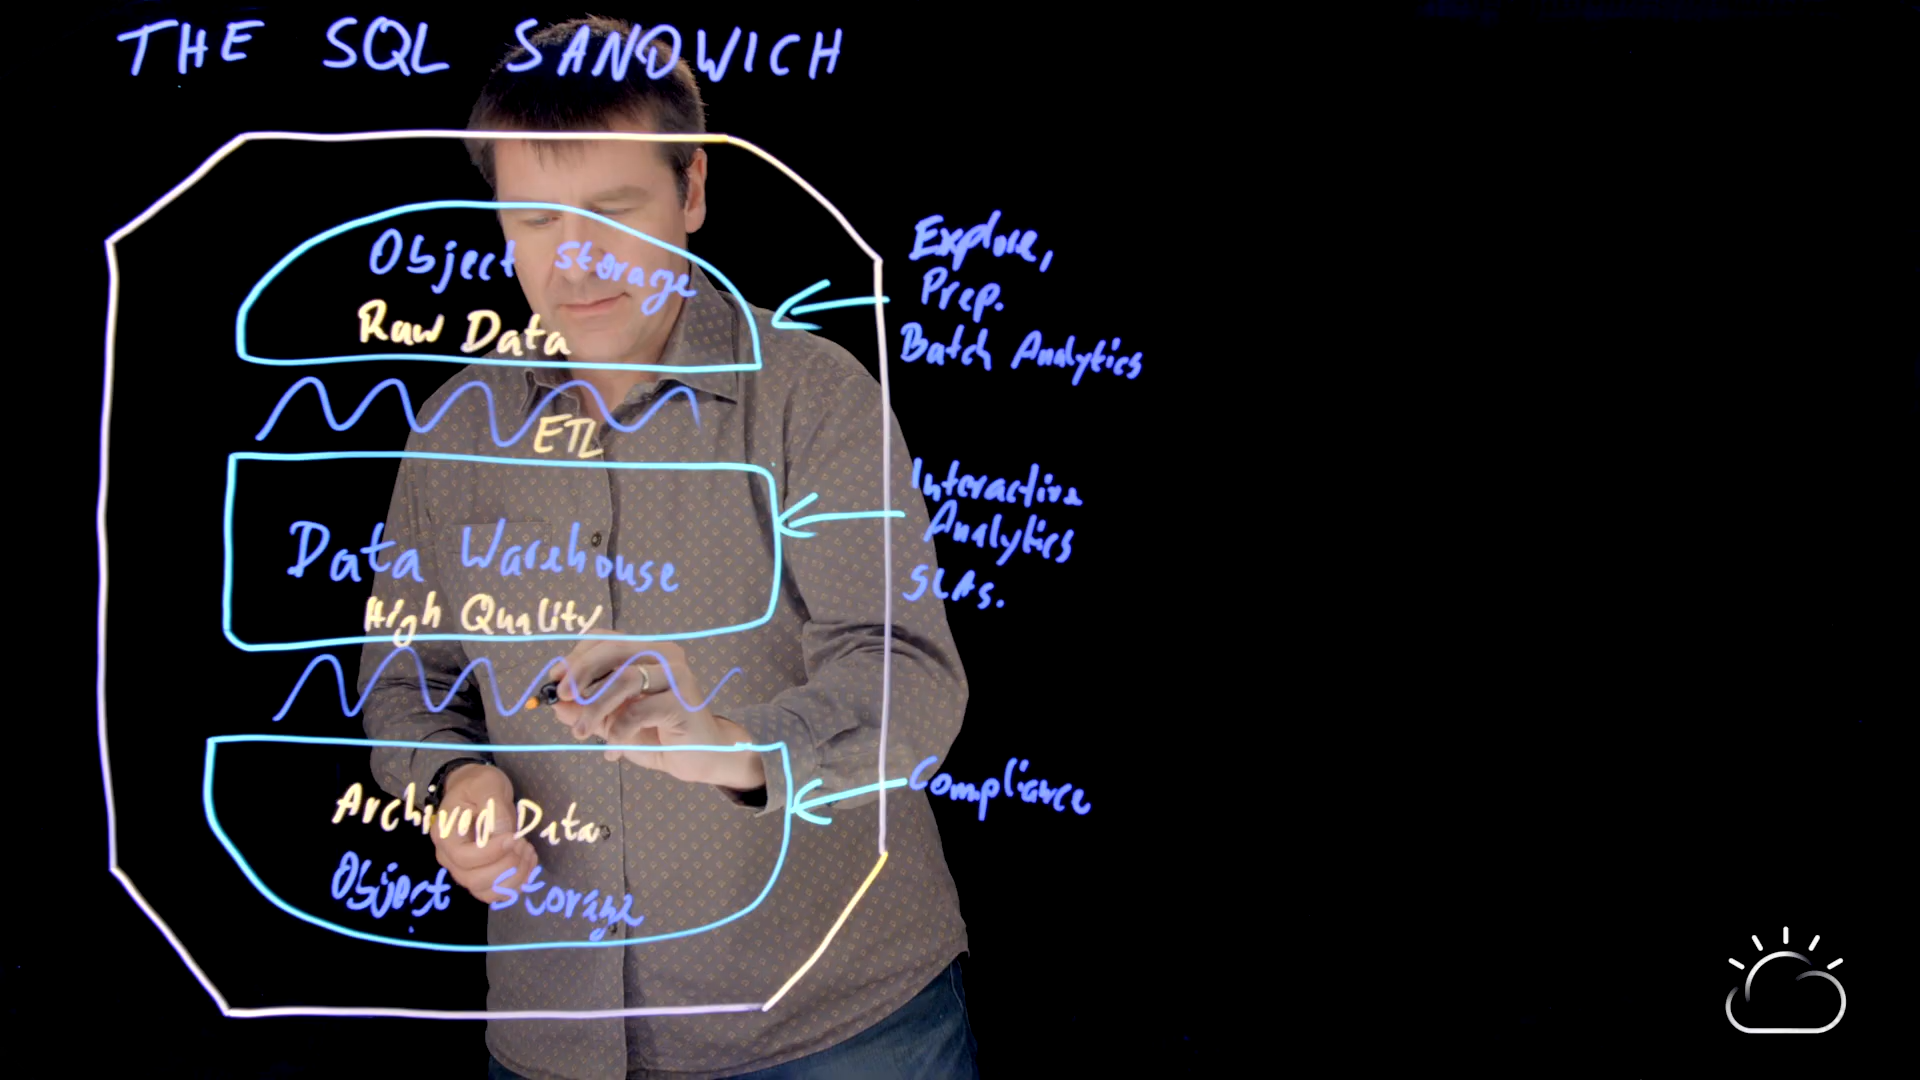 THE SQL SANDWICH
Object Storage
Raw Data
Explore,
Prep.
Batch Analytics
ETL
Data Warehouse
High Quality
Interactive
Analytics
SLAs.
Archived Data
Object Storage
Compliance